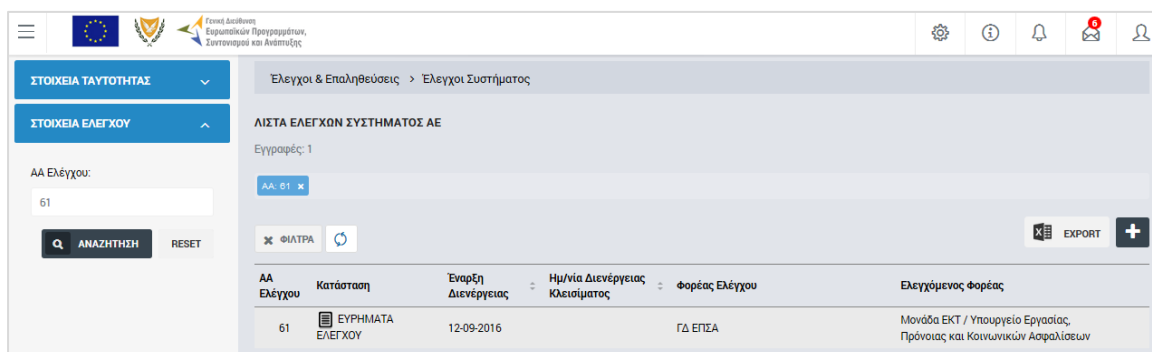 Γενική Διεύθυνση
Ευρωπαϊκών Προγραμμάτων,
Συντονισμού και Ανάπτυξης
6
ΣΤΟΙΧΕΙΑ ΤΑΥΤΟΤΗΤΑΣ
ΣΤΟΙΧΕΙΑ ΕΛΕΓΧΟΥ
ΑΑ Ελέγχου:
61
ΑΝΑΖΗΤΗΣΗ RESET
Έλεγχοι & Επαληθεύσεις > Έλεγχοι Συστήματος
ΛΙΣΤΑ ΕΛΕΓΧΩΝ ΣΥΣΤΗΜΑΤΟΣ ΑΕ
Εγγραφές: 1
ΑΑ: 61 ×
× ΦΙΛΤΡΑ
EXPORT +
ΑΑ Ελέγχου Κατάσταση Έναρξη Διενέργειας Ημ/νία Διενέργειας Κλεισίματος Φορέας Ελέγχου Ελεγχόμενος Φορέας
61 ΕΥΡΗΜΑΤΑ ΕΛΕΓΧΟΥ 12-09-2016 ΓΔ ΕΠΣΑ Μονάδα ΕΚΤ / Υπουργείο Εργασίας,
Πρόνοιας και Κοινωνικών Ασφαλίσεων